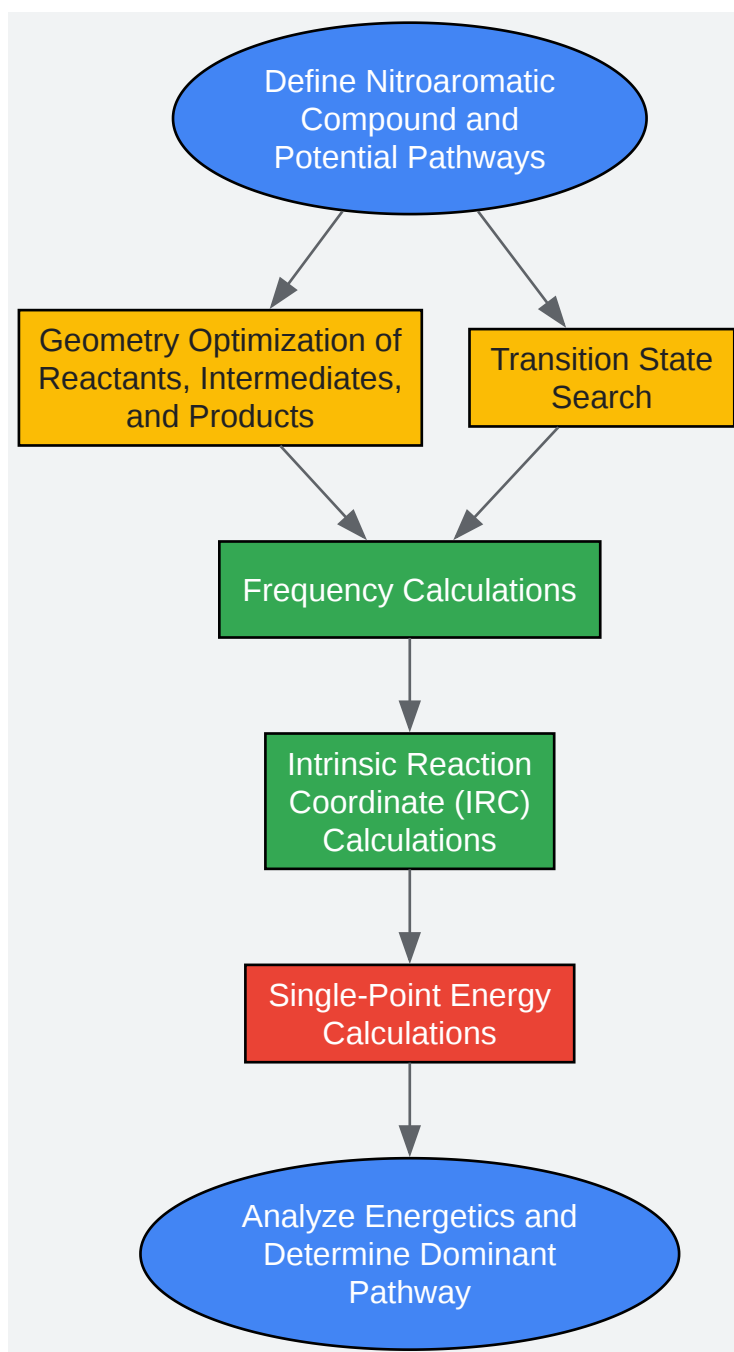 Define Nitroaromatic
Compound and
Potential Pathways
Geometry Optimization of
Reactants, Intermediates,
and Products
Transition State
Search
Frequency Calculations
Intrinsic Reaction
Coordinate (IRC)
Calculations
Single-Point Energy
Calculations
Analyze Energetics and
Determine Dominant
Pathway